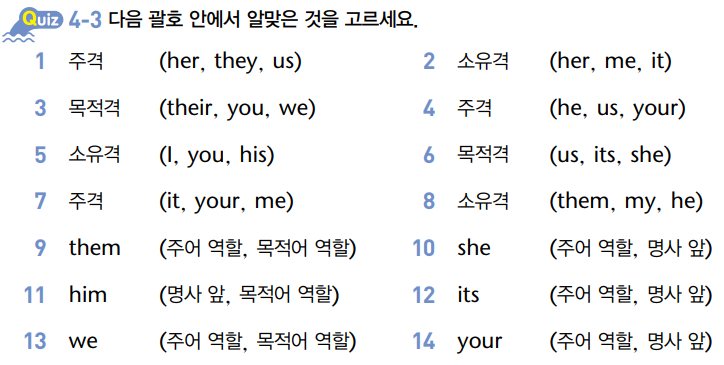 Quiz 4-3 다음 괄호 안에서 알맞은 것을 고르세요.
1 주격 (her, they, us) 2 소유격 (her, me, it)
3 목적격 (their, you, we) 4 주격 (he, us, your)
5 소유격 (I, you, his) 6 목적격 (us, its, she)
7 주격 (it, your, me) 8 소유격 (them, my, he)
9 them (주어 역할, 목적어 역할) 10 she (주어 역할, 명사 앞)
11 him (명사 앞, 목적어 역할) 12 its (주어 역할, 명사 앞)
13 we (주어 역할, 목적어 역할) 14 your (주어 역할, 명사 앞)